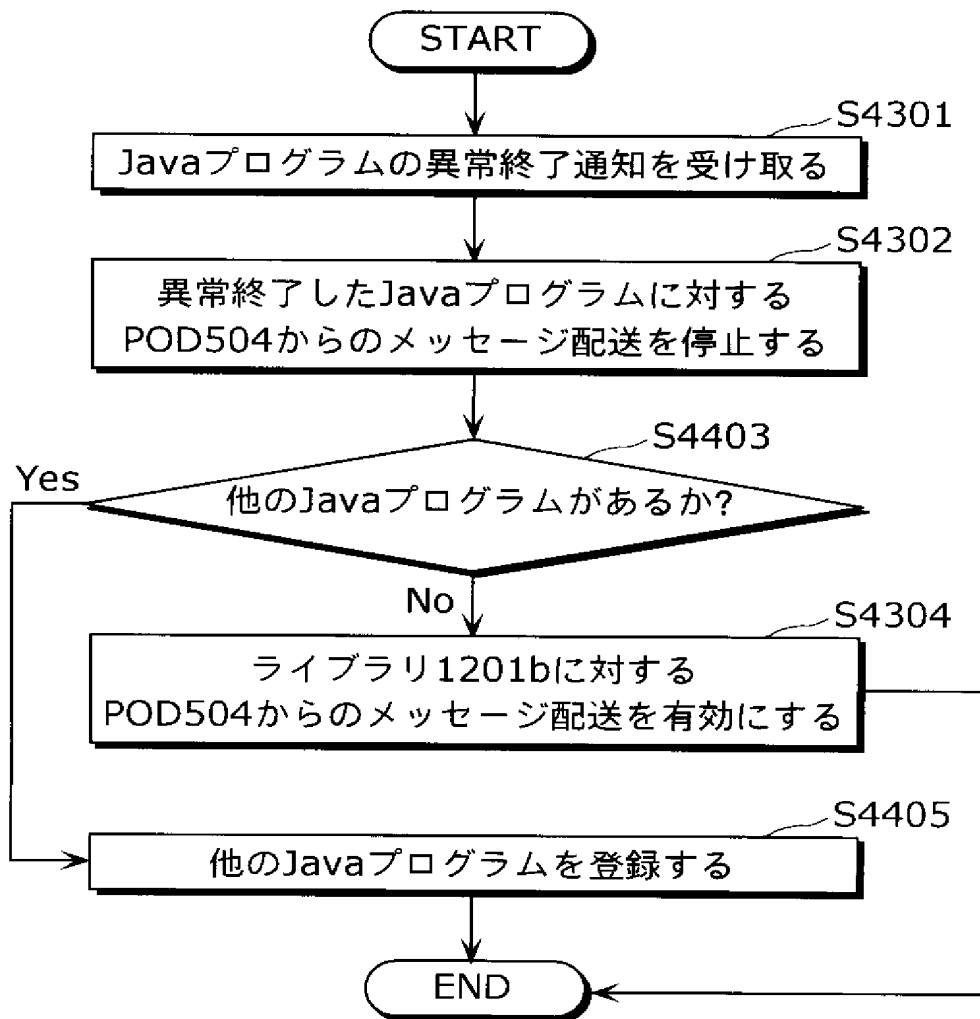 START
S4301
Javaプログラムの異常終了通知を受け取る
S4302
異常終了したJavaプログラムに対する
POD504からのメッセージ配送を停止する
S4403
Yes
他のJavaプログラムがあるか?
No
S4304
ライブラリ1201bに対する
POD504からのメッセージ配送を有効にする
S4405
他のJavaプログラムを登録する
END